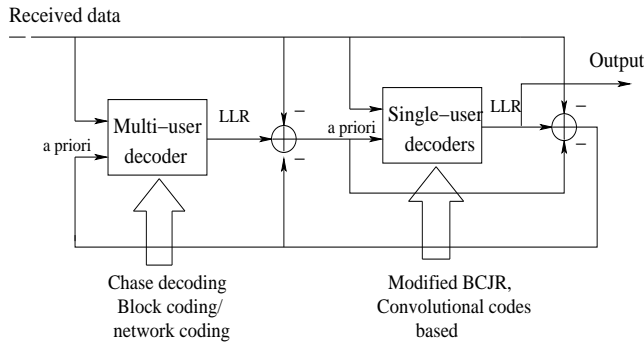 Received data
Output
LLR
LLR
Multi−user
decoder
a priori
a priori
Single−user
decoders
−
−
−
−
Chase decoding
Block coding/
network coding
Modified BCJR,
Convolutional codes
based